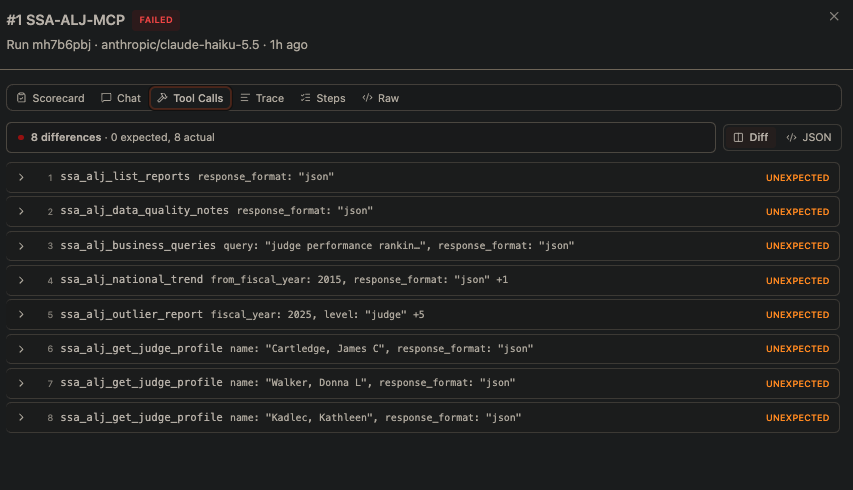 #1 SSA-ALJ-MCP FAILED
Run mh7b6pbj · anthropic/claude-haiku-5.5 · 1h ago
Scorecard Chat Tool Calls Trace Steps Raw
8 differences · 0 expected, 8 actual Diff JSON
1 ssa_alj_list_reports response_format: "json" UNEXPECTED
2 ssa_alj_data_quality_notes response_format: "json" UNEXPECTED
3 ssa_alj_business_queries query: "judge performance rankin…", response_format: "json" UNEXPECTED
4 ssa_alj_national_trend from_fiscal_year: 2015, response_format: "json" +1 UNEXPECTED
5 ssa_alj_outlier_report fiscal_year: 2025, level: "judge" +5 UNEXPECTED
6 ssa_alj_get_judge_profile name: "Cartledge, James C", response_format: "json" UNEXPECTED
7 ssa_alj_get_judge_profile name: "Walker, Donna L", response_format: "json" UNEXPECTED
8 ssa_alj_get_judge_profile name: "Kadlec, Kathleen", response_format: "json" UNEXPECTED